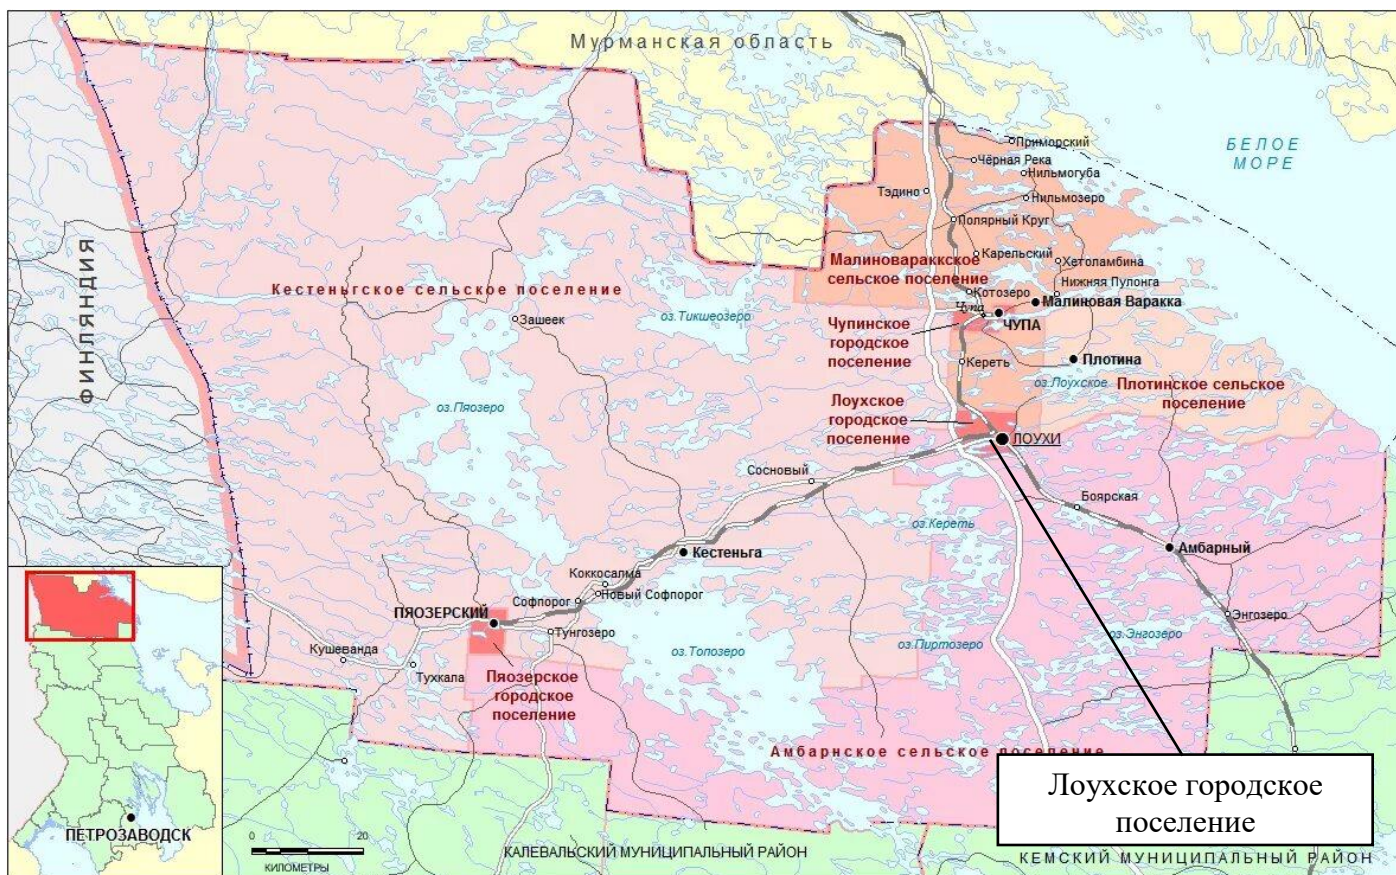 Мурманская область
БЕЛОЕ
МОРЕ
Приморский
Чёрная Река
Нильмогуба
Тэдино
Нильмозеро
Полярный Круг
ФИНЛЯНДИЯ
Малиновараккское
сельское поселение
Карельский
Хетоламбина
Нижняя Пулонга
Кестеньгское сельское поселение
Котозеро
Чупа
Малиновая Варакка
Зашеек
оз.Тикшеозеро
ЧУПА
Чупинское
городское
поселение
Кереть
Плотина
оз.Лоухское
Плотинское сельское
поселение
оз.Пяозеро
Лоухское
городское
поселение
ЛОУХИ
Сосновый
Боярская
оз.Кереть
Кестеньга
Амбарный
Коккосалма
Новый Софпорог
Софпорог
ПЯОЗЕРСКИЙ
Тунгозеро
Энгозеро
оз.Энгозеро
Кушеванда
оз.Топозеро
оз.Пиртозеро
Тухкала
Пяозерское
городское
поселение
Амбарнское сельское поселение
Лоухское городское
поселение
ПЕТРОЗАВОДСК
0 20
КИЛОМЕТРЫ
КАЛЕВАЛЬСКИЙ МУНИЦИПАЛЬНЫЙ РАЙОН
КЕМСКИЙ МУНИЦИПАЛЬНЫЙ РАЙОН